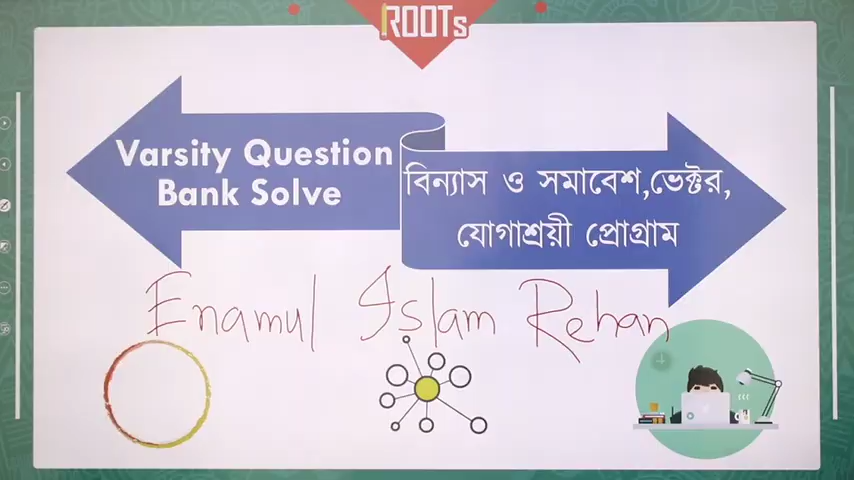 ROOTs
Varsity Question
Bank Solve
বিন্যাস ও সমাবেশ,ভেক্টর,
যোগাশ্রয়ী প্রোগ্রাম
Enamul Islam Rehan